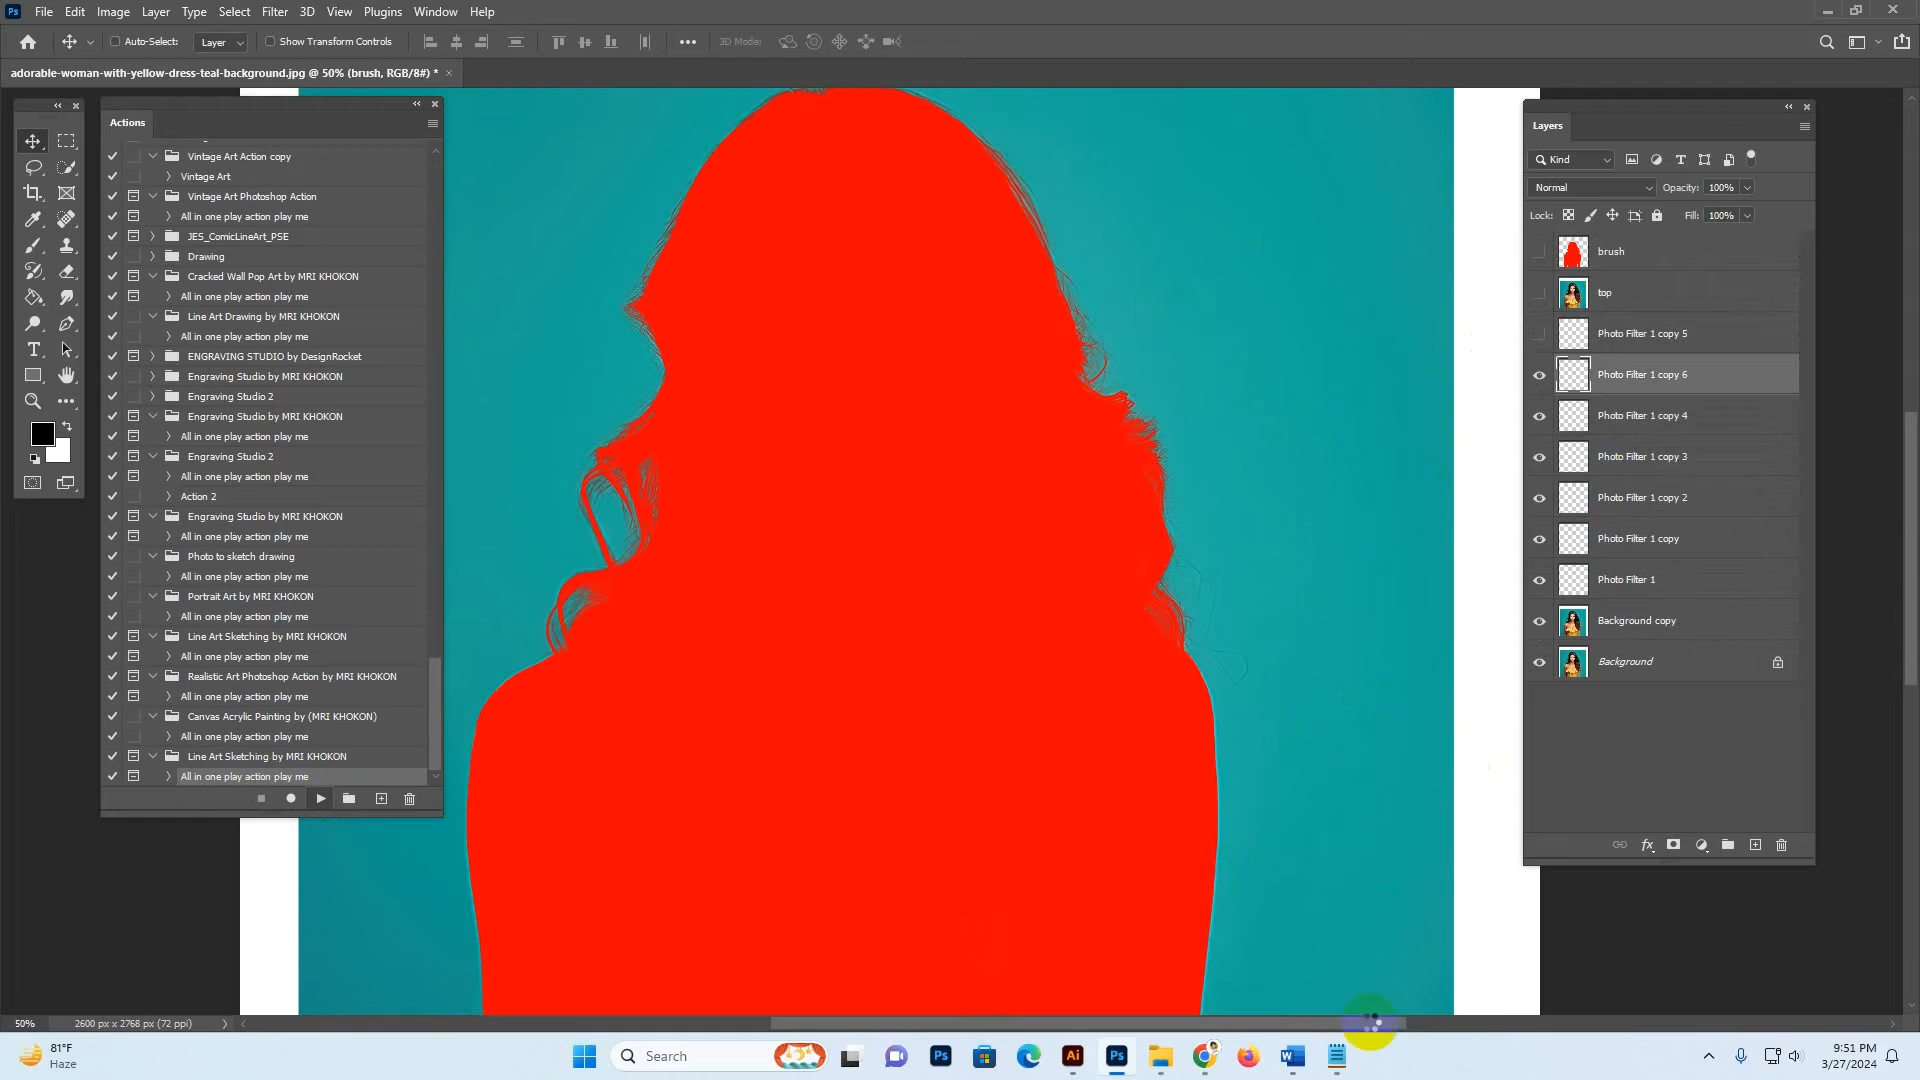 Ps File Edit Image Layer Type Select Filter 3D View Plugins Window Help
Auto-Select: Layer Show Transform Controls 3D Mode:
adorable-woman-with-yellow-dress-teal-background.jpg @ 50% (brush, RGB/8#) *
Actions
Vintage Art Action copy
Vintage Art
Vintage Art Photoshop Action
All in one play action play me
JES_ComicLineArt_PSE
Drawing
Cracked Wall Pop Art by MRI KHOKON
All in one play action play me
Line Art Drawing by MRI KHOKON
All in one play action play me
ENGRAVING STUDIO by DesignRocket
Engraving Studio by MRI KHOKON
Engraving Studio 2
Engraving Studio by MRI KHOKON
All in one play action play me
Engraving Studio 2
All in one play action play me
Action 2
Engraving Studio by MRI KHOKON
All in one play action play me
Photo to sketch drawing
All in one play action play me
Portrait Art by MRI KHOKON
All in one play action play me
Line Art Sketching by MRI KHOKON
All in one play action play me
Realistic Art Photoshop Action by MRI KHOKON
All in one play action play me
Canvas Acrylic Painting by (MRI KHOKON)
All in one play action play me
Line Art Sketching by MRI KHOKON
All in one play action play me
Layers
Kind
Normal Opacity: 100%
Lock: Fill: 100%
brush
top
Photo Filter 1 copy 5
Photo Filter 1 copy 6
Photo Filter 1 copy 4
Photo Filter 1 copy 3
Photo Filter 1 copy 2
Photo Filter 1 copy
Photo Filter 1
Background copy
Background
fx
50% 2600 px x 2768 px (72 ppi)
81°F
Haze
Search
Ps
Ai
Ps
9:51 PM
3/27/2024